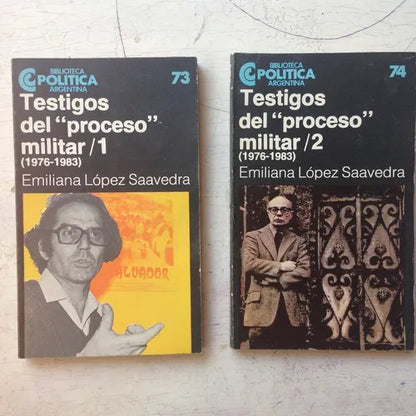 BIBLIOTECA
POLITICA
ARGENTINA
73
Testigos
del "proceso"
militar/1
(1976-1983)
Emiliana López Saavedra
ALVADOR
BIBLIOTECA
POLITICA
ARGENTINA
74
Testigos
del "proceso"
militar/2
(1976-1983)
Emiliana López Saavedra